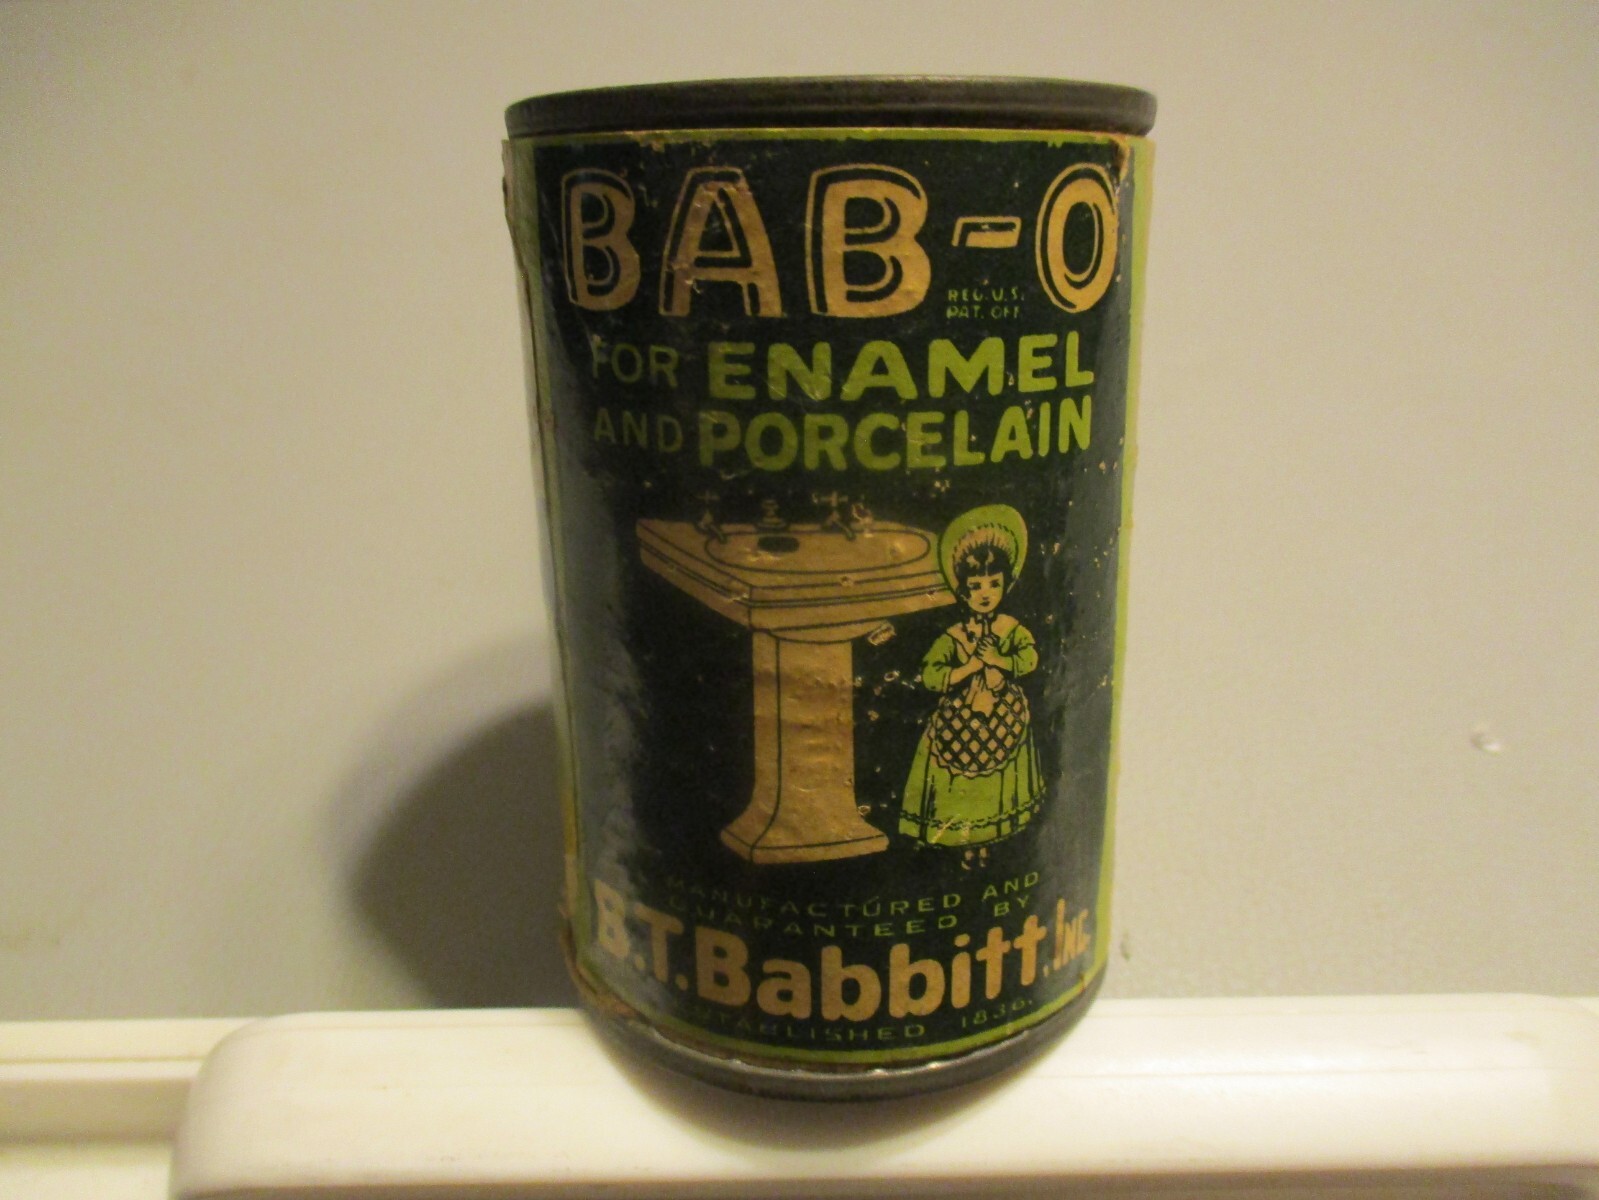 BAB-O
REG. U.S.
PAT. OFF.
FOR ENAMEL
AND PORCELAIN
MANUFACTURED AND
GUARANTEED BY
B.T. Babbitt, Inc.
ESTABLISHED 1836.